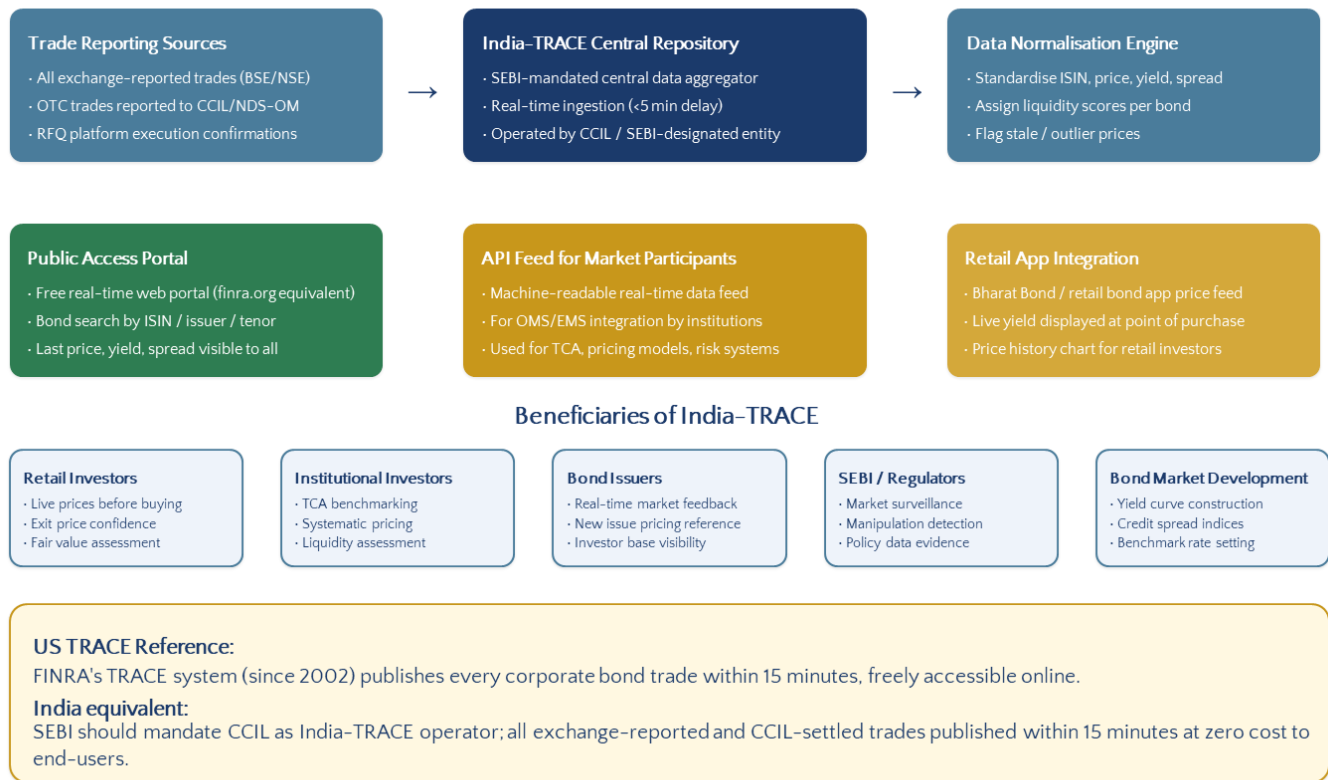 Trade Reporting Sources
· All exchange-reported trades (BSE/NSE)
· OTC trades reported to CCIL/NDS-OM
· RFQ platform execution confirmations
→
India-TRACE Central Repository
· SEBI-mandated central data aggregator
· Real-time ingestion (<5 min delay)
· Operated by CCIL / SEBI-designated entity
→
Data Normalisation Engine
· Standardise ISIN, price, yield, spread
· Assign liquidity scores per bond
· Flag stale / outlier prices
Public Access Portal
· Free real-time web portal (finra.org equivalent)
· Bond search by ISIN / issuer / tenor
· Last price, yield, spread visible to all
API Feed for Market Participants
· Machine-readable real-time data feed
· For OMS/EMS integration by institutions
· Used for TCA, pricing models, risk systems
Retail App Integration
· Bharat Bond / retail bond app price feed
· Live yield displayed at point of purchase
· Price history chart for retail investors
Beneficiaries of India-TRACE
Retail Investors
· Live prices before buying
· Exit price confidence
· Fair value assessment
Institutional Investors
· TCA benchmarking
· Systematic pricing
· Liquidity assessment
Bond Issuers
· Real-time market feedback
· New issue pricing reference
· Investor base visibility
SEBI / Regulators
· Market surveillance
· Manipulation detection
· Policy data evidence
Bond Market Development
· Yield curve construction
· Credit spread indices
· Benchmark rate setting
US TRACE Reference:
FINRA's TRACE system (since 2002) publishes every corporate bond trade within 15 minutes, freely accessible online.
India equivalent:
SEBI should mandate CCIL as India-TRACE operator; all exchange-reported and CCIL-settled trades published within 15 minutes at zero cost to
end-users.